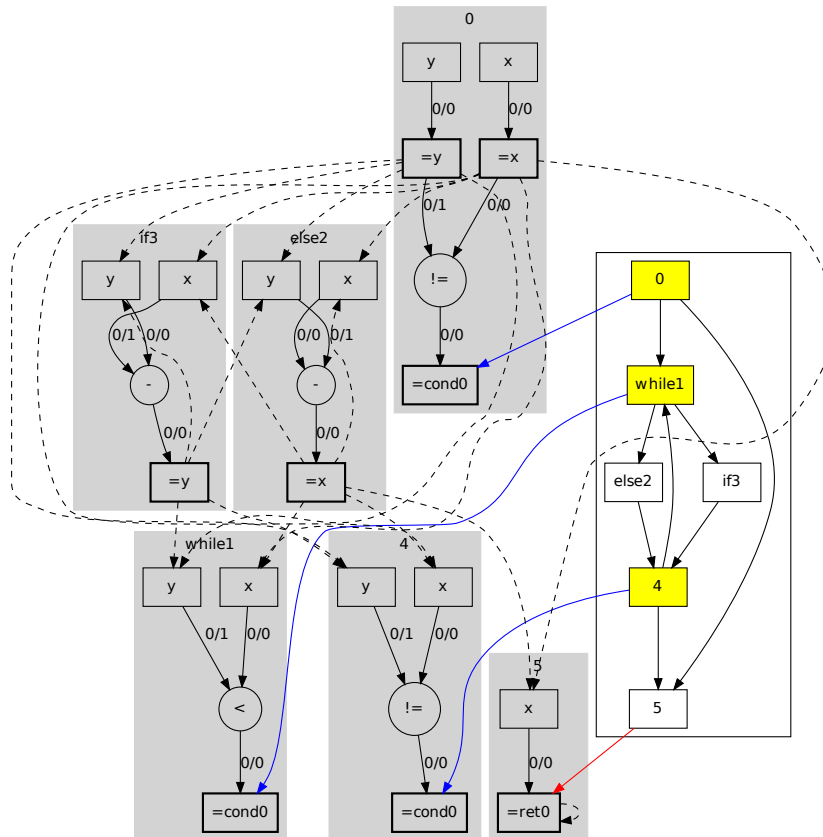 0
y x
0/0 0/0
=y =x
0/1 0/0
!=
0/0
=cond0
if3
y x
0/1 0/0
-
0/0
=y
else2
y x
0/0 0/1
-
0/0
=x
0
while1
else2 if3
4
5
while1
y x
0/1 0/0
<
0/0
=cond0
4
y x
0/1 0/0
!=
0/0
=cond0
5
x
0/0
=ret0